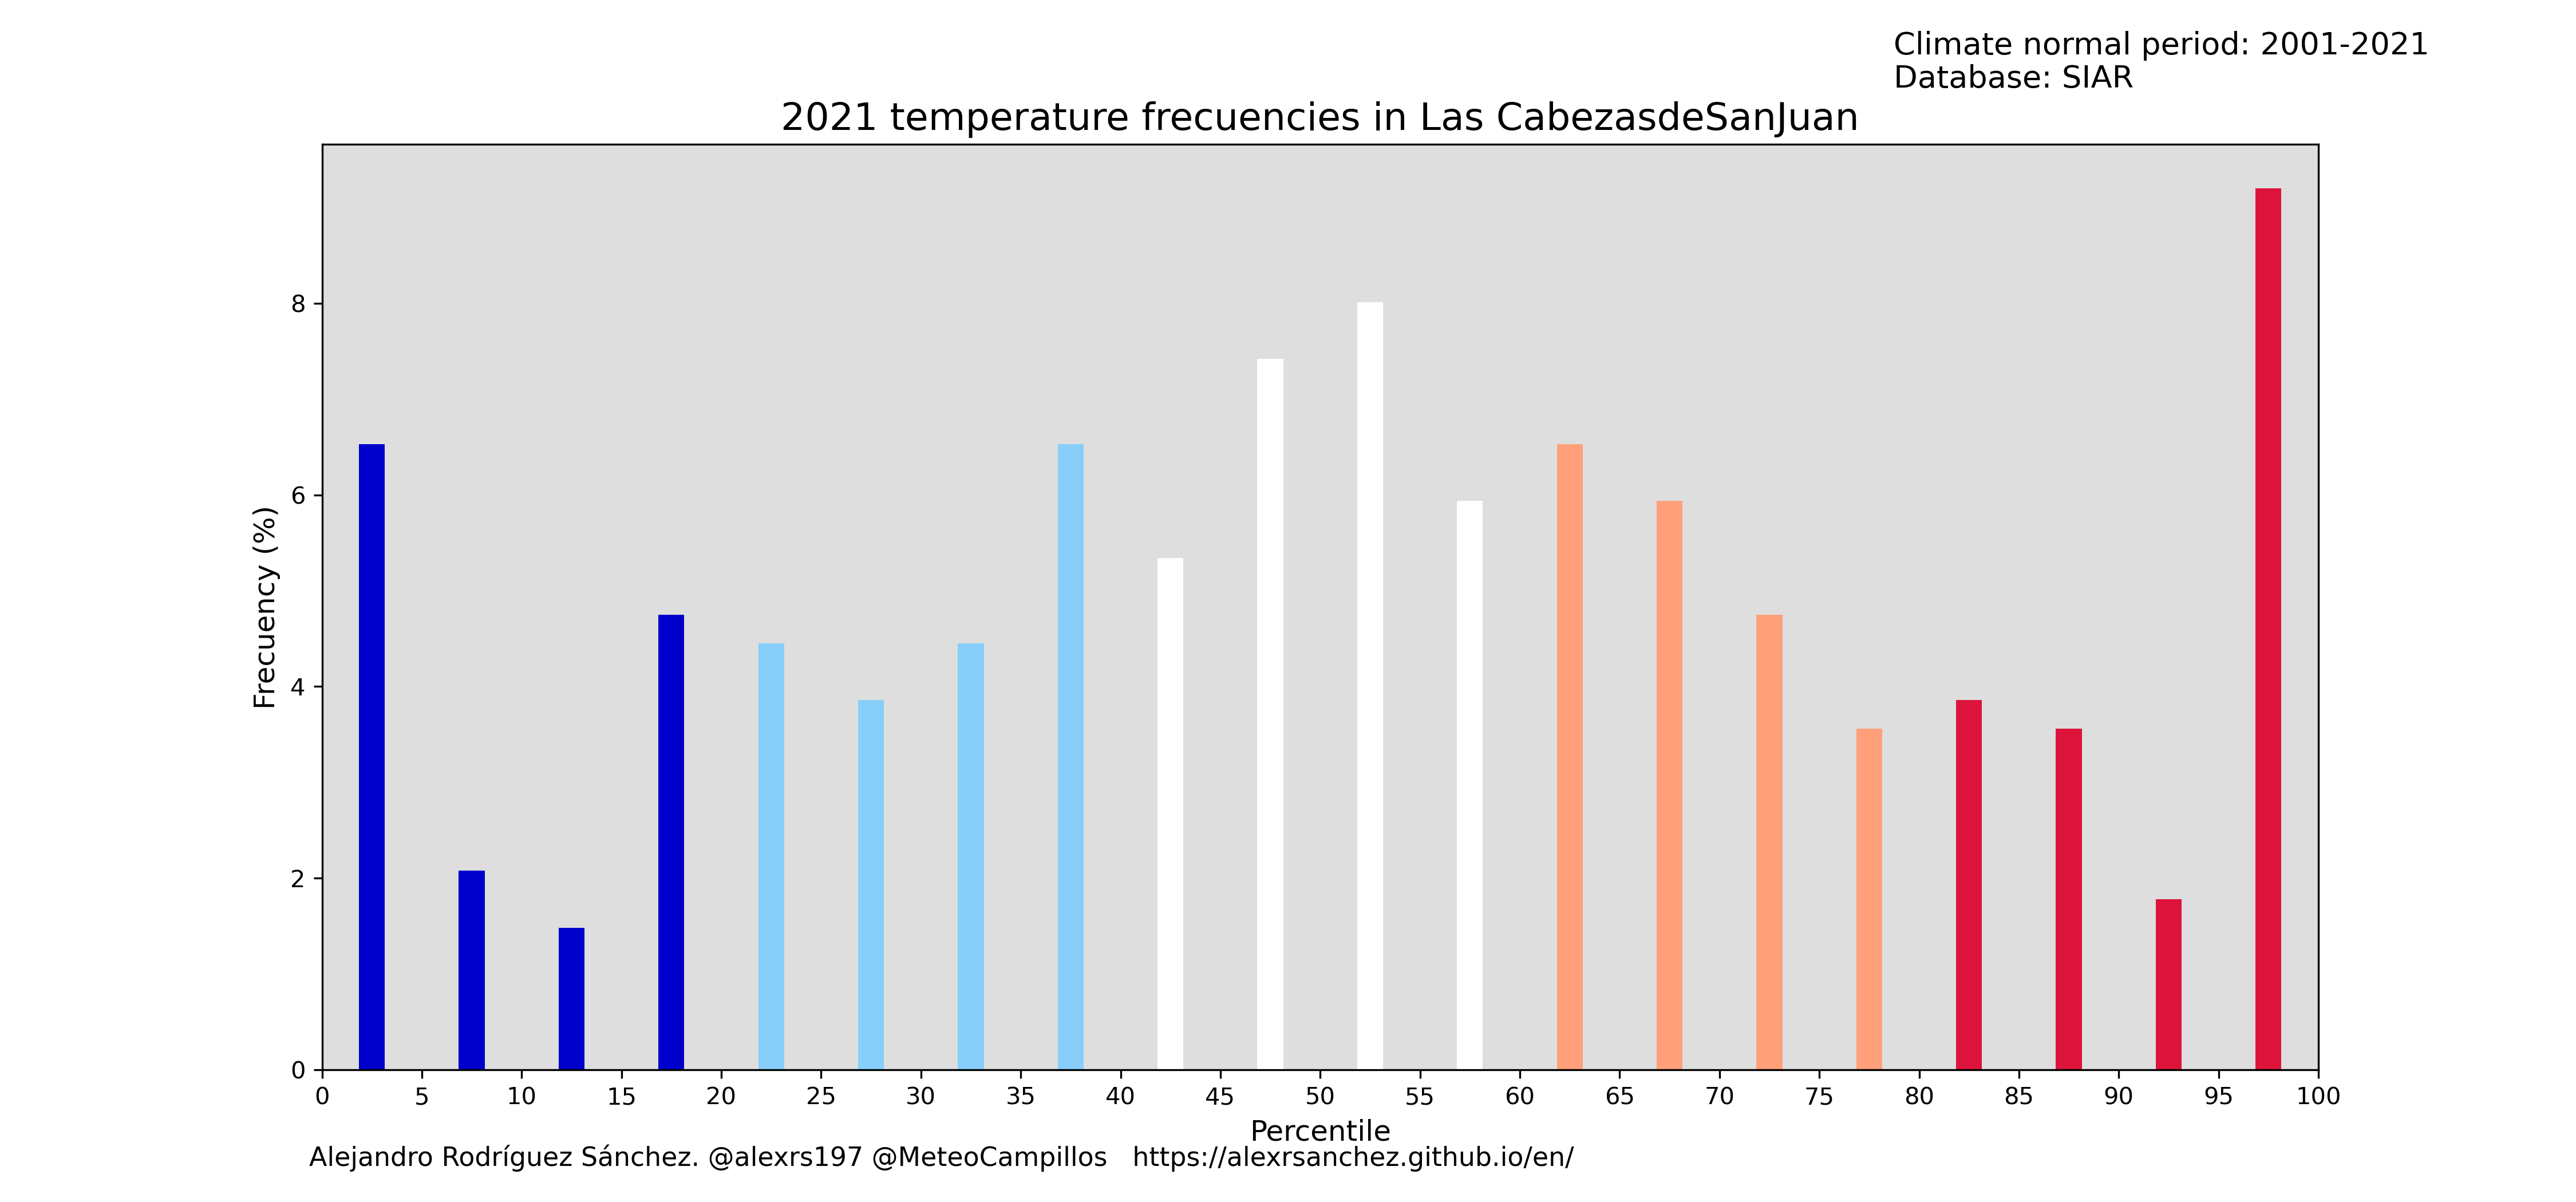 Climate normal period: 2001-2021
Database: SIAR
2021 temperature frecuencies in Las CabezasdeSanJuan
Frecuency (%)
8
6
4
2
0
0 5 10 15 20 25 30 35 40 45 50 55 60 65 70 75 80 85 90 95 100
Percentile
Alejandro Rodríguez Sánchez. @alexrs197 @MeteoCampillos https://alexrsanchez.github.io/en/